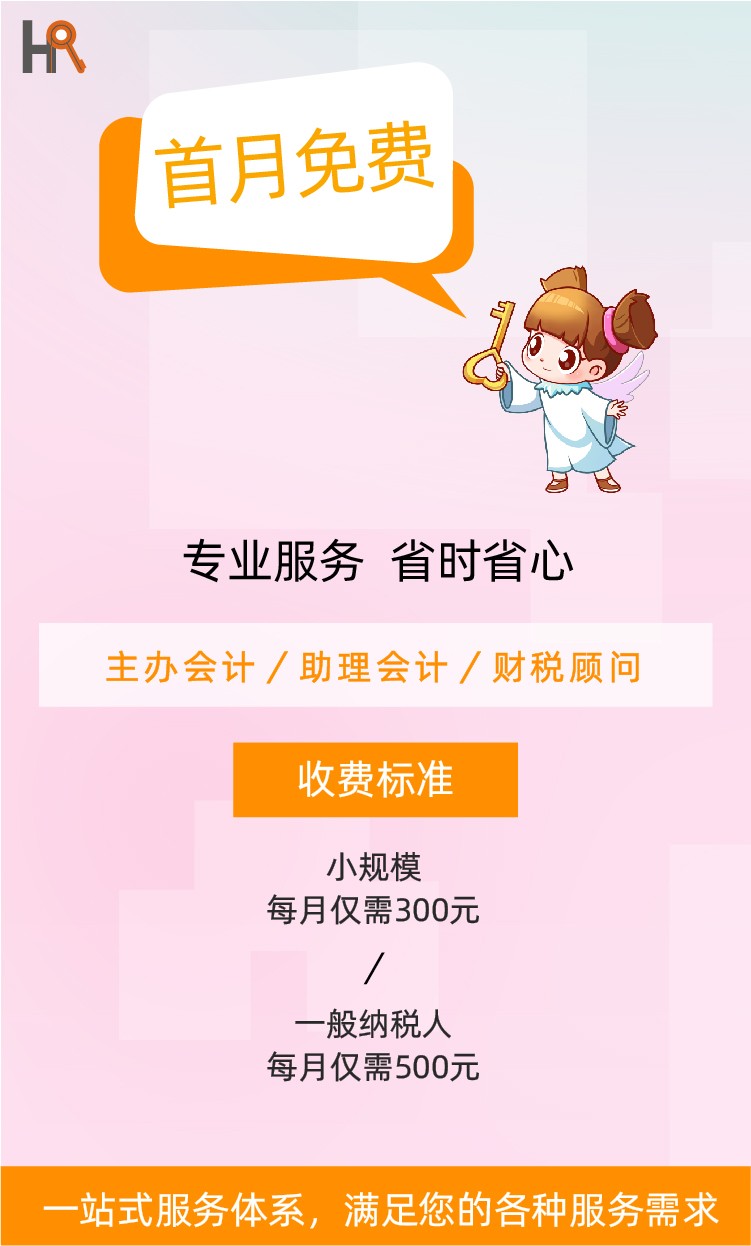 HR
首月免费
专业服务 省时省心
主办会计／助理会计／财税顾问
收费标准
小规模
每月仅需300元
/
一般纳税人
每月仅需500元
一站式服务体系，满足您的各种服务需求